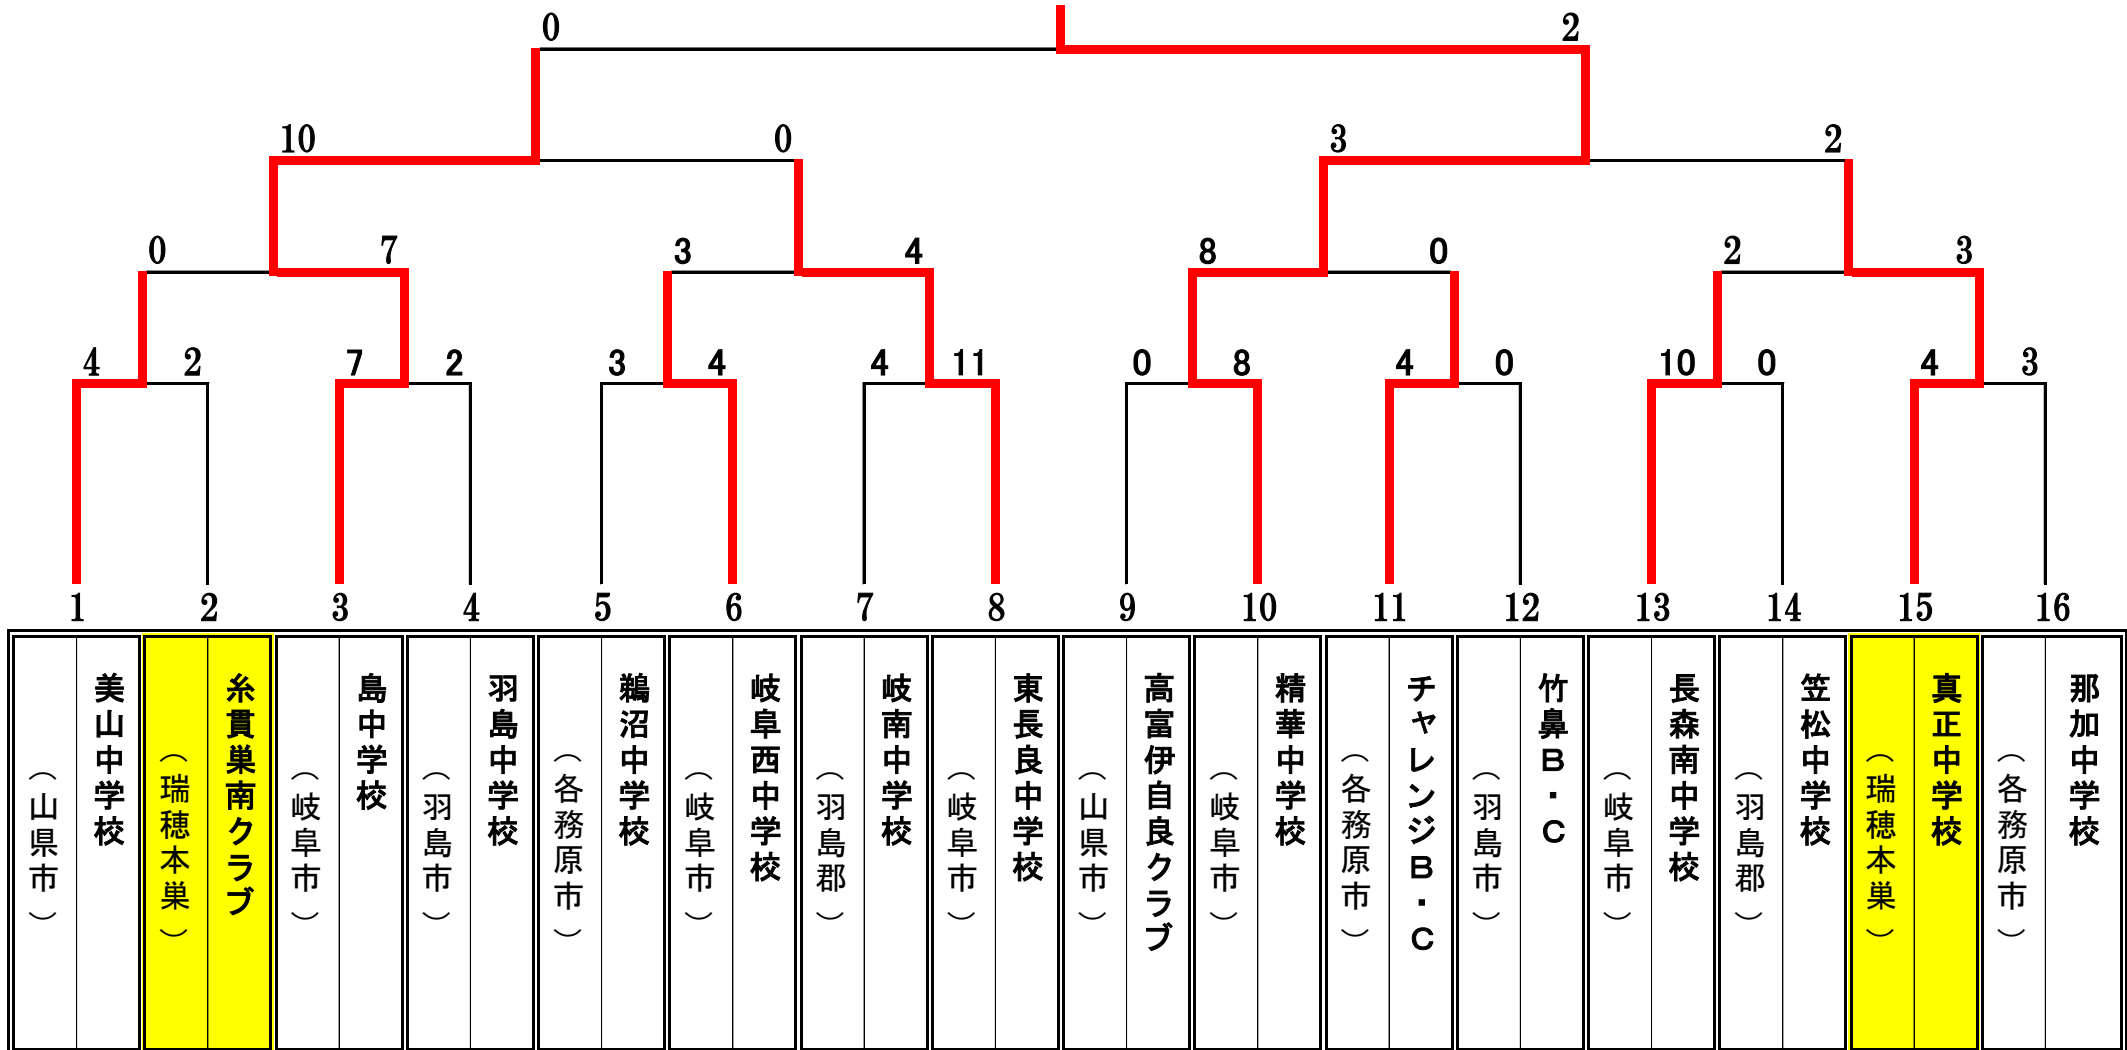 0 2
10 0 3 2
0 7 3 4 8 0 2 3
4 2 7 2 3 4 4 11 0 8 4 0 10 0 4 3
1 2 3 4 5 6 7 8 9 10 11 12 13 14 15 16
美山中学校
（山県市）
糸貫巣南クラブ
（瑞穂本巣）
島中学校
（岐阜市）
羽島中学校
（羽島市）
鵜沼中学校
（各務原市）
岐阜西中学校
（岐阜市）
岐南中学校
（羽島郡）
東長良中学校
（岐阜市）
高富伊自良クラブ
（山県市）
精華中学校
（岐阜市）
チャレンジＢ・Ｃ
（各務原市）
竹鼻Ｂ・Ｃ
（羽島市）
長森南中学校
（岐阜市）
笠松中学校
（羽島郡）
真正中学校
（瑞穂本巣）
那加中学校
（各務原市）